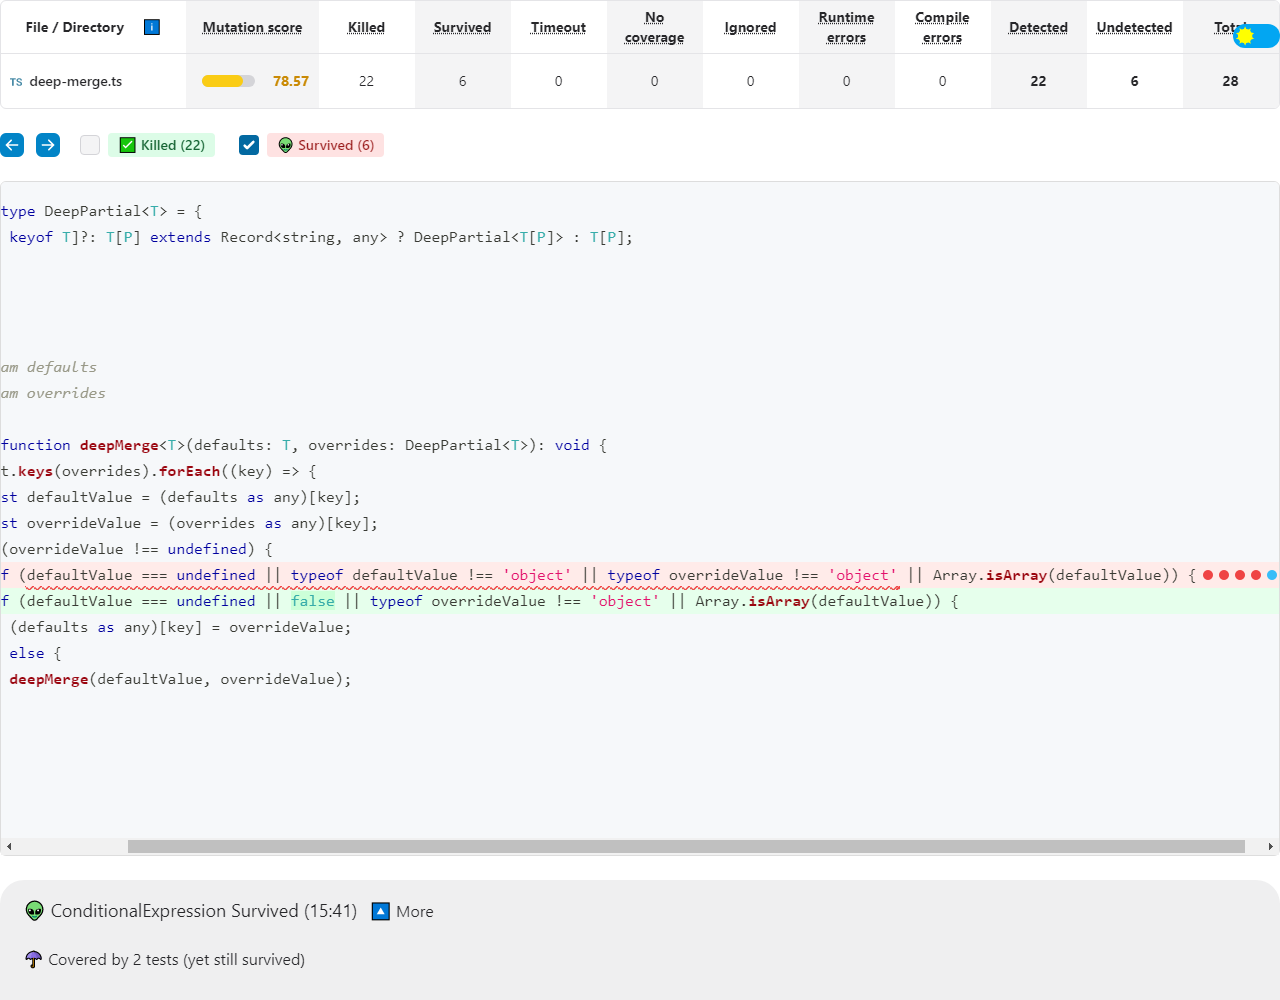 File / Directory
Mutation score
Killed
Survived
Timeout
No coverage
Ignored
Runtime errors
Compile errors
Detected
Undetected
TS deep-merge.ts
78.57
22
6
0
0
0
0
0
22
6
28
Killed (22)
Survived (6)
type DeepPartial<T> = {
keyof T]?: T[P] extends Record<string, any> ? DeepPartial<T[P]> : T[P];
am defaults
am overrides
function deepMerge<T>(defaults: T, overrides: DeepPartial<T>): void {
t.keys(overrides).forEach((key) => {
st defaultValue = (defaults as any)[key];
st overrideValue = (overrides as any)[key];
(overrideValue !== undefined) {
f (defaultValue === undefined || typeof defaultValue !== 'object' || typeof overrideValue !== 'object' || Array.isArray(defaultValue)) {
f (defaultValue === undefined || false || typeof overrideValue !== 'object' || Array.isArray(defaultValue)) {
(defaults as any)[key] = overrideValue;
else {
deepMerge(defaultValue, overrideValue);
ConditionalExpression Survived (15:41) More
Covered by 2 tests (yet still survived)